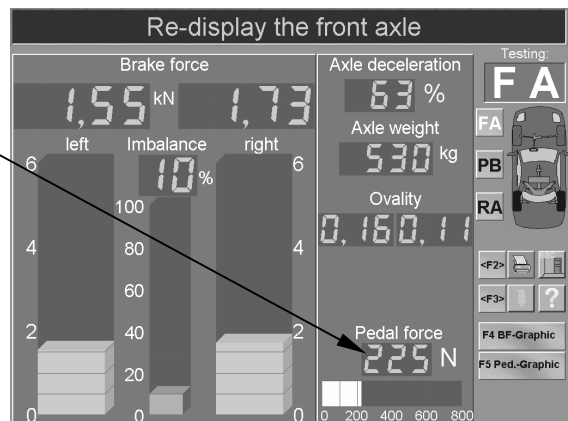 Re-display the front axle
Brake force
1,55 kN 1,73
left Imbalance right
10 %
6 6
100
4 80 4
60
2 40 2
20
0 0 0
Axle deceleration
63 %
Axle weight
530 kg
Ovality
0,16 0,11
Pedal force
225 N
0 200 400 600 800
Testing:
F A
FA
PB
RA
<F2>
<F3> ?
F4 BF-Graphic
F5 Ped.-Graphic